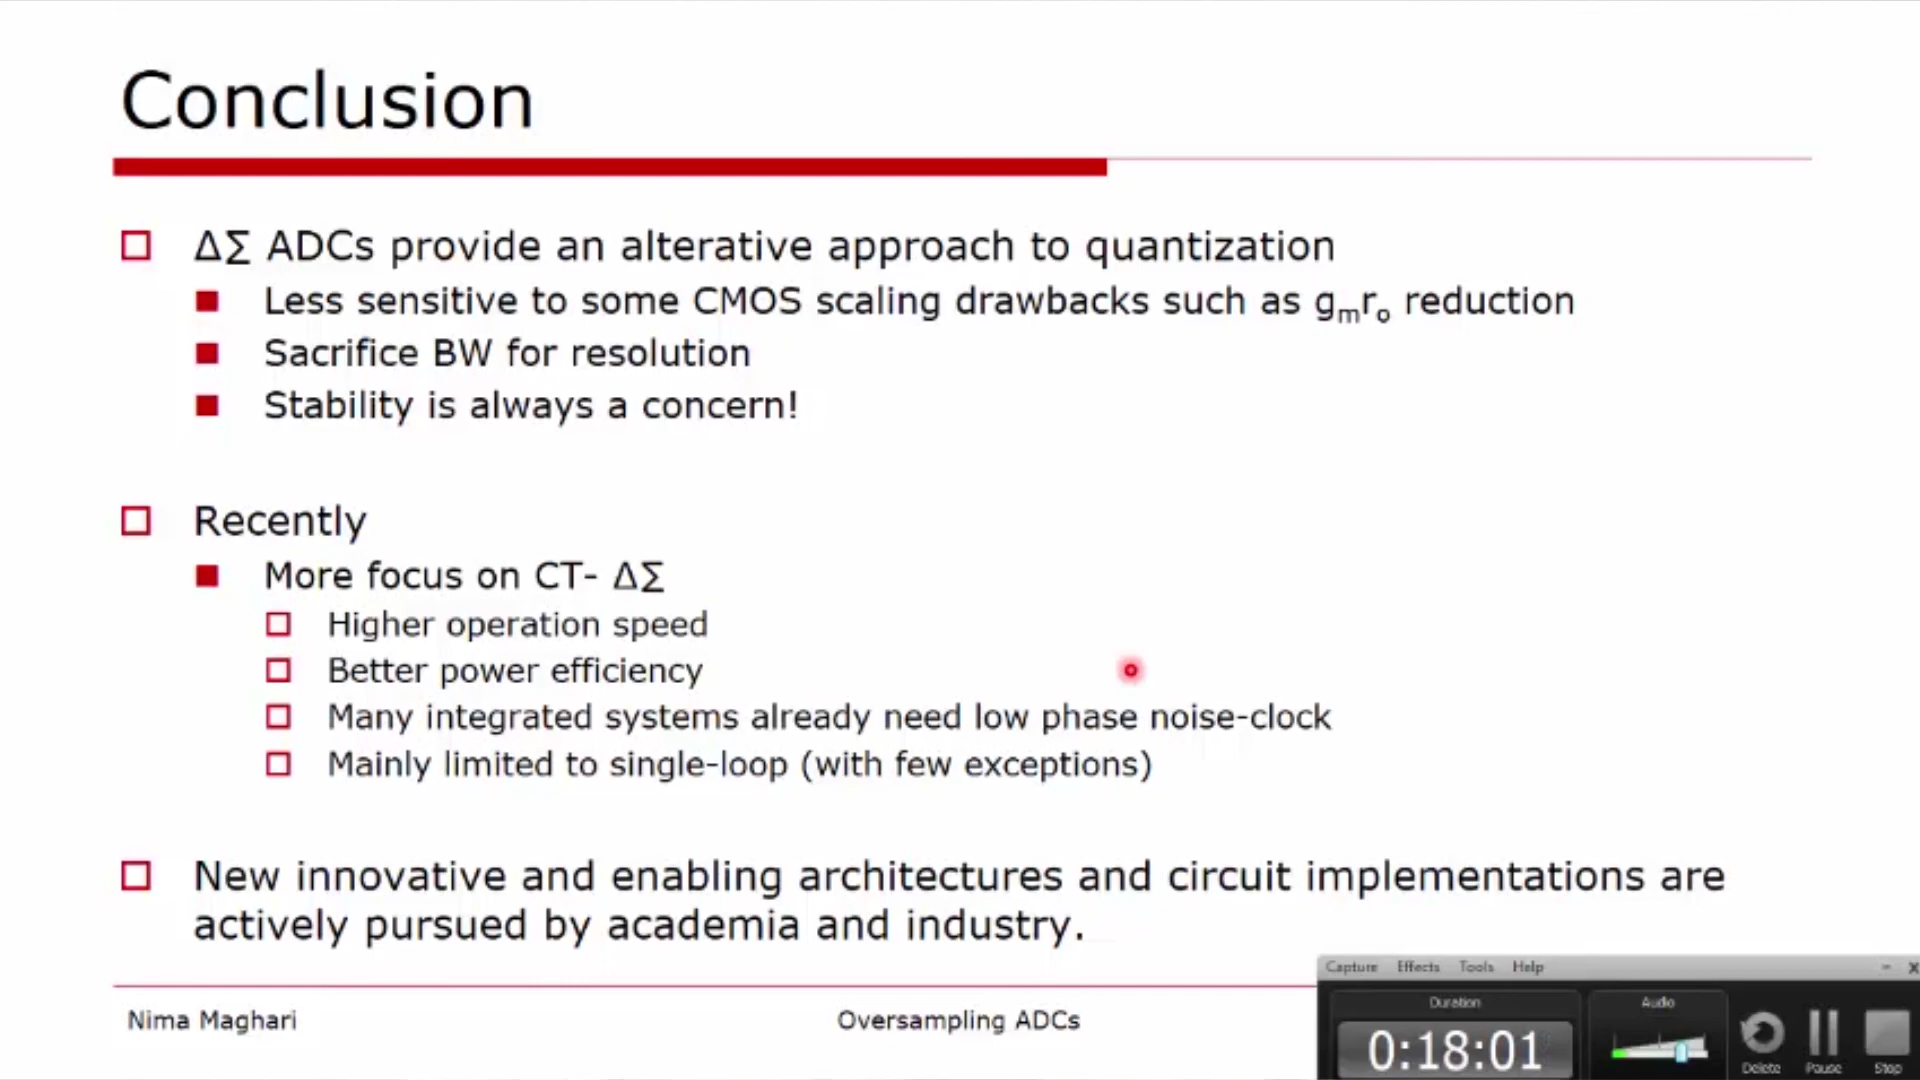 Conclusion
ΔΣ ADCs provide an alterative approach to quantization
Less sensitive to some CMOS scaling drawbacks such as gmro reduction
Sacrifice BW for resolution
Stability is always a concern!
Recently
More focus on CT- ΔΣ
Higher operation speed
Better power efficiency
Many integrated systems already need low phase noise-clock
Mainly limited to single-loop (with few exceptions)
New innovative and enabling architectures and circuit implementations are
actively pursued by academia and industry.
Nima Maghari
Oversampling ADCs
Capture Effects Tools Help
Duration
Audio
0:18:01
Delete Pause Stop